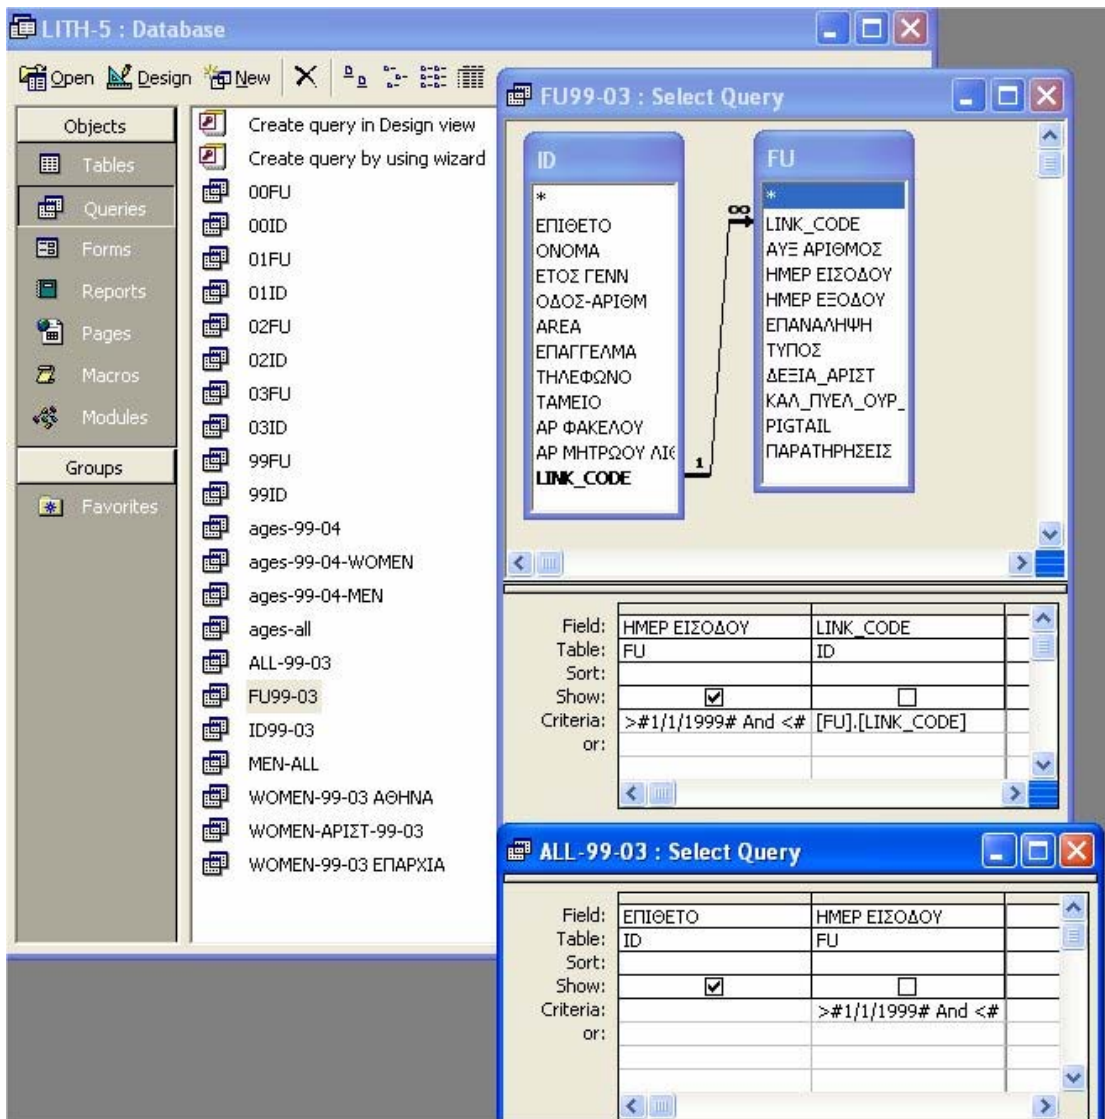 LITH-5 : Database
Open Design New
Objects
Tables
Queries
Forms
Reports
Pages
Macros
Modules
Groups
Favorites
Create query in Design view
Create query by using wizard
00FU
00ID
01FU
01ID
02FU
02ID
03FU
03ID
99FU
99ID
ages-99-04
ages-99-04-WOMEN
ages-99-04-MEN
ages-all
ALL-99-03
FU99-03
ID99-03
MEN-ALL
WOMEN-99-03 ΑΘΗΝΑ
WOMEN-ΑΡΙΣΤ-99-03
WOMEN-99-03 ΕΠΑΡΧΙΑ
FU99-03 : Select Query
ID
*
ΕΠΙΘΕΤΟ
ΟΝΟΜΑ
ΕΤΟΣ ΓΕΝΝ
ΟΔΟΣ-ΑΡΙΘΜ
AREA
ΕΠΑΓΓΕΛΜΑ
ΤΗΛΕΦΩΝΟ
ΤΑΜΕΙΟ
ΑΡ ΦΑΚΕΛΟΥ
ΑΡ ΜΗΤΡΩΟΥ ΛΙΘ
LINK_CODE
1
∞
FU
*
LINK_CODE
ΑΥΞ ΑΡΙΘΜΟΣ
ΗΜΕΡ ΕΙΣΟΔΟΥ
ΗΜΕΡ ΕΞΟΔΟΥ
ΕΠΑΝΑΛΗΨΗ
ΤΥΠΟΣ
ΔΕΞΙΑ_ΑΡΙΣΤ
ΚΑΛ_ΠΥΕΛ_ΟΥΡ_
PIGTAIL
ΠΑΡΑΤΗΡΗΣΕΙΣ
Field: ΗΜΕΡ ΕΙΣΟΔΟΥ LINK_CODE
Table: FU ID
Sort:
Show:
Criteria: >#1/1/1999# And <# [FU].[LINK_CODE]
or:
ALL-99-03 : Select Query
Field: ΕΠΙΘΕΤΟ ΗΜΕΡ ΕΙΣΟΔΟΥ
Table: ID FU
Sort:
Show:
Criteria: >#1/1/1999# And <#
or: